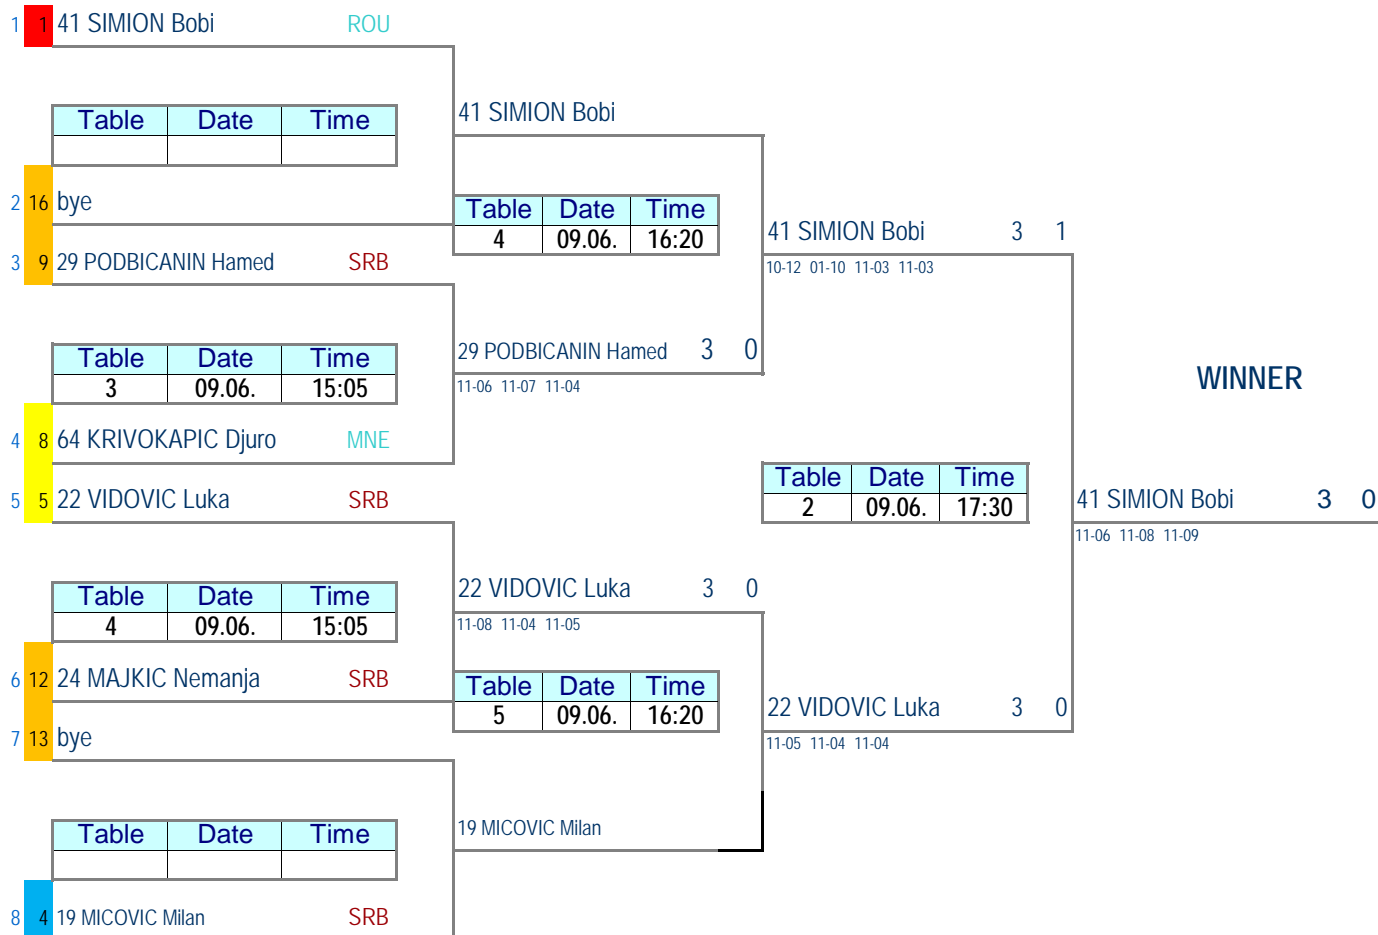 1 1 41 SIMION Bobi ROU
Table Date Time
41 SIMION Bobi
2 16 bye
Table Date Time
4 09.06. 16:20
41 SIMION Bobi 3 1
3 9 29 PODBICANIN Hamed SRB
10-12 01-10 11-03 11-03
Table Date Time
3 09.06. 15:05
29 PODBICANIN Hamed 3 0
11-06 11-07 11-04
WINNER
4 8 64 KRIVOKAPIC Djuro MNE
Table Date Time
2 09.06. 17:30
5 5 22 VIDOVIC Luka SRB
41 SIMION Bobi 3 0
11-06 11-08 11-09
Table Date Time
4 09.06. 15:05
22 VIDOVIC Luka 3 0
11-08 11-04 11-05
6 12 24 MAJKIC Nemanja SRB
Table Date Time
5 09.06. 16:20
22 VIDOVIC Luka 3 0
7 13 bye
11-05 11-04 11-04
Table Date Time
19 MICOVIC Milan
8 4 19 MICOVIC Milan SRB